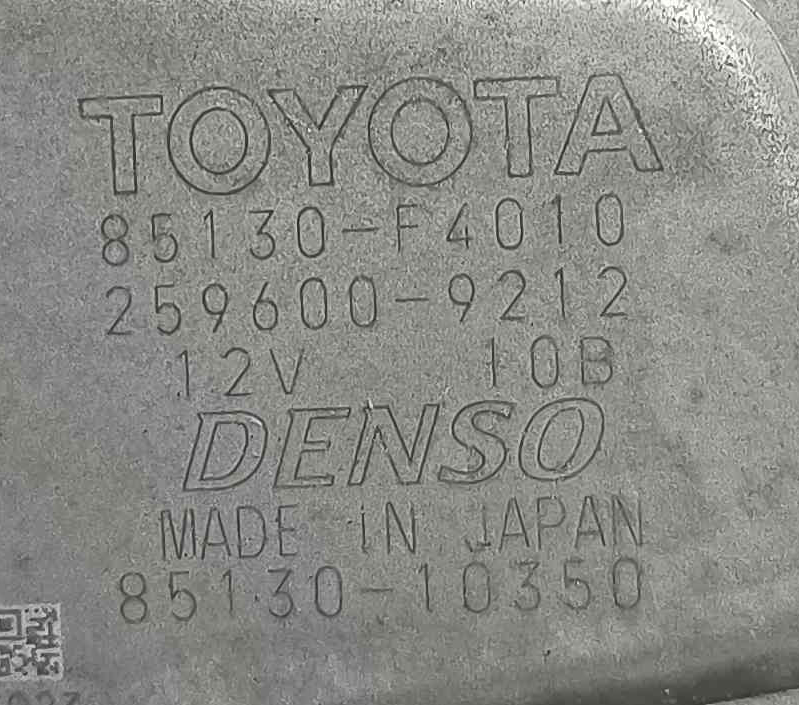 TOYOTA
85130-F4010
259600-9212
12V 10B
DENSO
MADE IN JAPAN
85130-10350